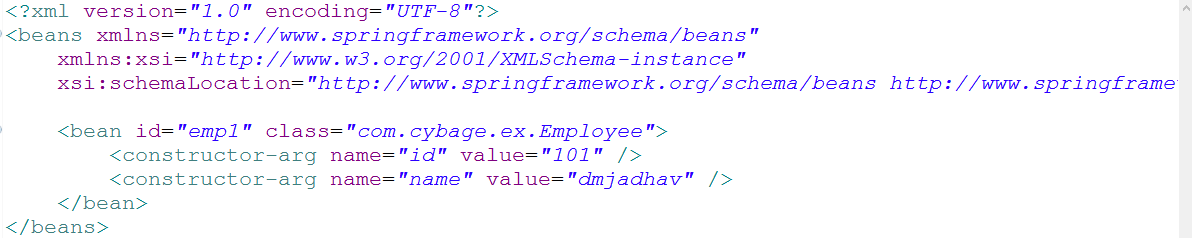 <?xml version="1.0" encoding="UTF-8"?>
<beans xmlns="http://www.springframework.org/schema/beans"
    xmlns:xsi="http://www.w3.org/2001/XMLSchema-instance"
    xsi:schemaLocation="http://www.springframework.org/schema/beans http://www.springframe

    <bean id="emp1" class="com.cybage.ex.Employee">
        <constructor-arg name="id" value="101" />
        <constructor-arg name="name" value="dmjadhav" />
    </bean>
</beans>